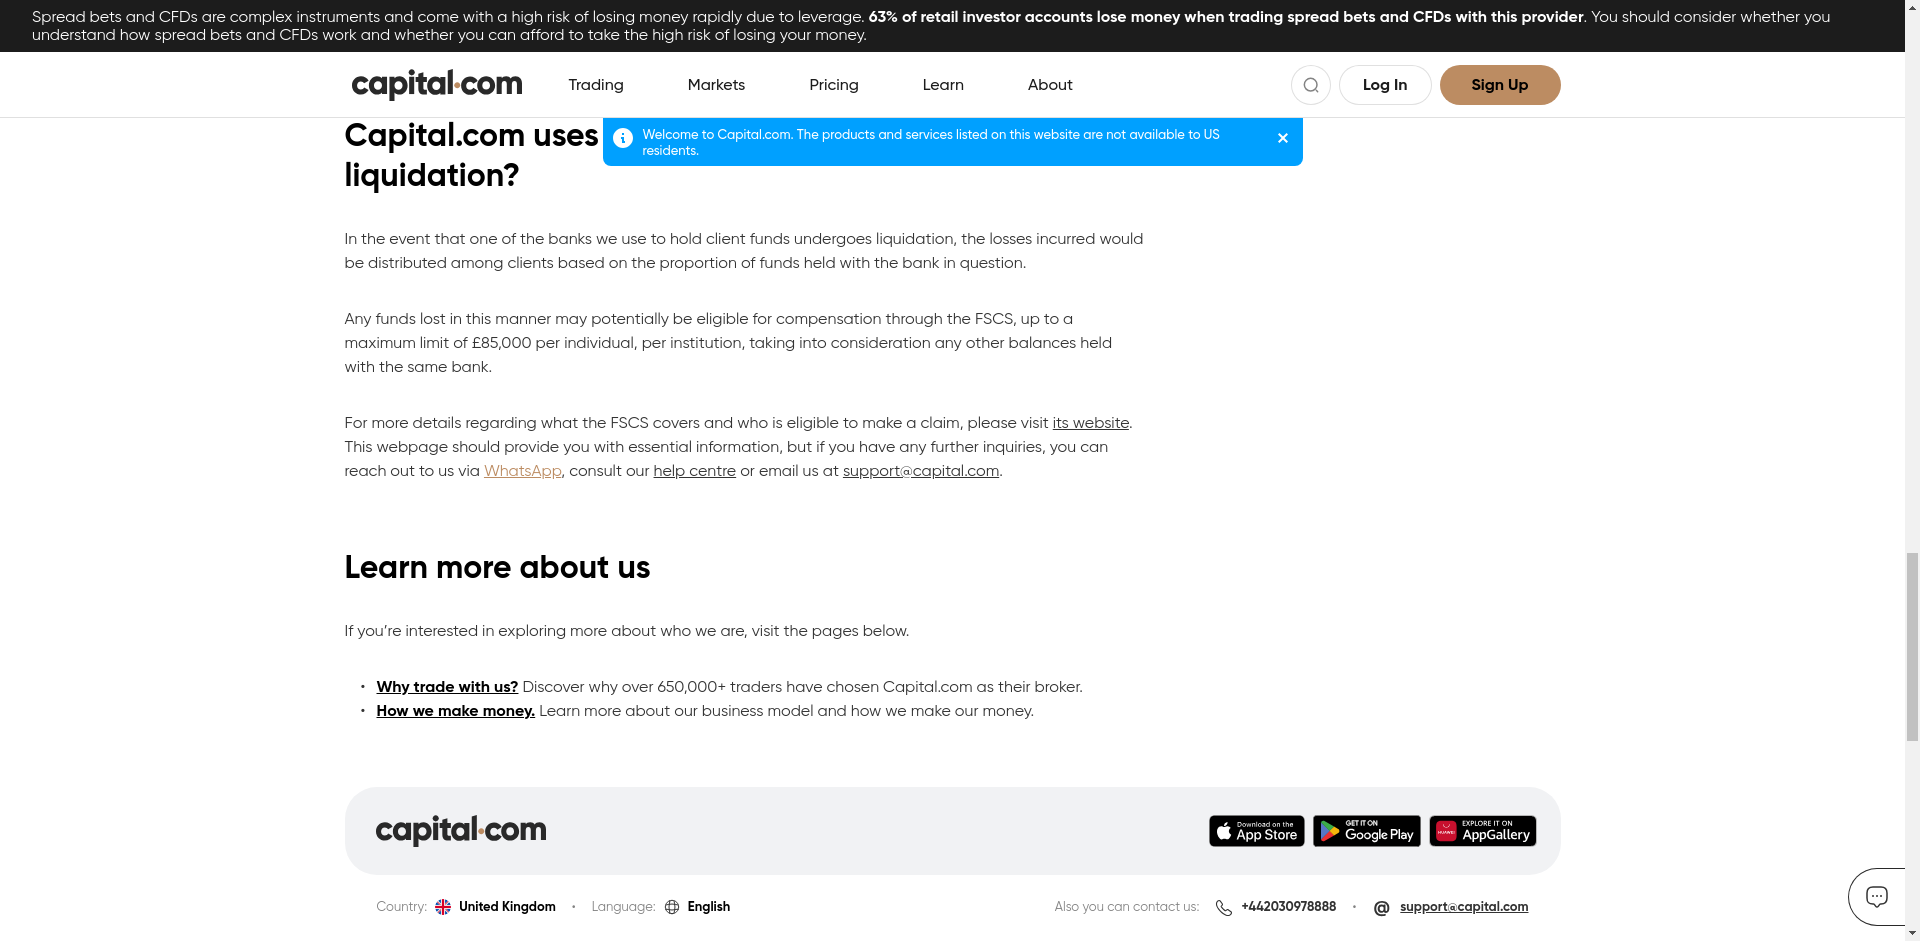 Spread bets and CFDs are complex instruments and come with a high risk of losing money rapidly due to leverage. 63% of retail investor accounts lose money when trading spread bets and CFDs with this provider. You should consider whether you
understand how spread bets and CFDs work and whether you can afford to take the high risk of losing your money.
capital.com Trading Markets Pricing Learn About Log In Sign Up
Capital.com uses
liquidation?
Welcome to Capital.com. The products and services listed on this website are not available to US
residents.
In the event that one of the banks we use to hold client funds undergoes liquidation, the losses incurred would
be distributed among clients based on the proportion of funds held with the bank in question.
Any funds lost in this manner may potentially be eligible for compensation through the FSCS, up to a
maximum limit of £85,000 per individual, per institution, taking into consideration any other balances held
with the same bank.
For more details regarding what the FSCS covers and who is eligible to make a claim, please visit its website.
This webpage should provide you with essential information, but if you have any further inquiries, you can
reach out to us via WhatsApp, consult our help centre or email us at support@capital.com.
Learn more about us
If you’re interested in exploring more about who we are, visit the pages below.
• Why trade with us? Discover why over 650,000+ traders have chosen Capital.com as their broker.
• How we make money. Learn more about our business model and how we make our money.
capital.com
Download on the
App Store
GET IT ON
Google Play
HUAWEI
EXPLORE IT ON
AppGallery
Country: United Kingdom • Language: English
Also you can contact us: +442030978888 • @ support@capital.com